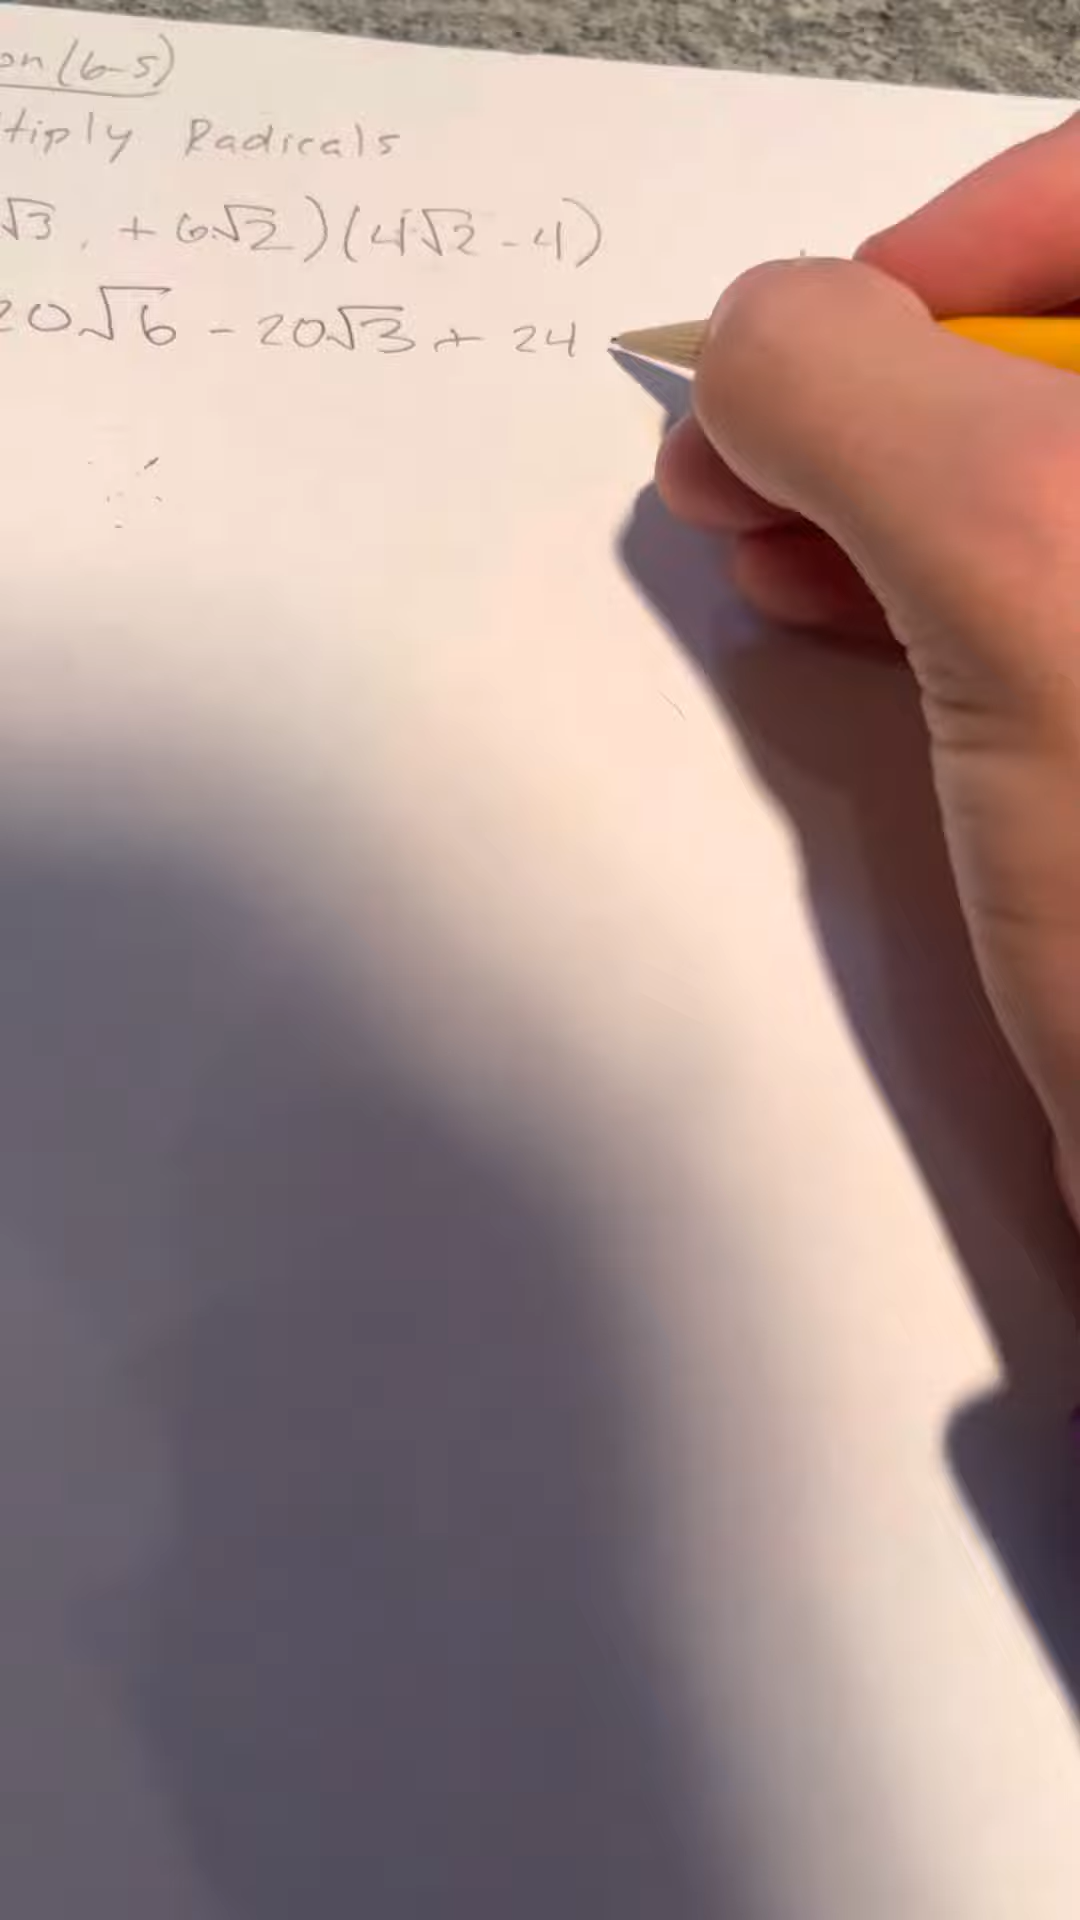 on (6-5)
tiply Radicals
√3 + 6√2)(4√2 - 4)
20√6 - 20√3 + 24